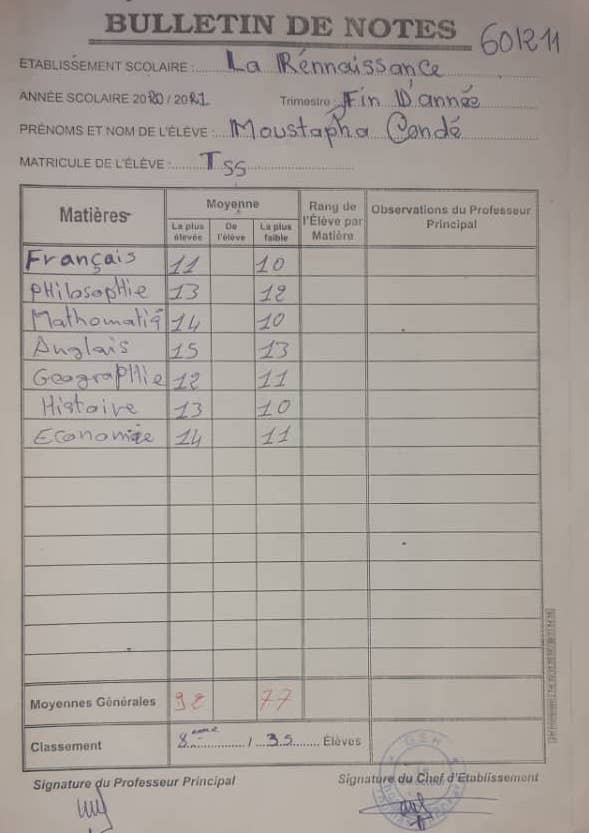 BULLETIN DE NOTES 601211
ETABLISSEMENT SCOLAIRE : La Rénnaissance
ANNÉE SCOLAIRE 2020 / 2021 Trimestre : Fin D'année
PRÉNOMS ET NOM DE L'ÉLÈVE : Moustapha Condé
MATRICULE DE L'ÉLÈVE : TSS
Matières Moyenne Rang de l'Élève par Matière Observations du Professeur Principal
La plus élevée De l'élève La plus faible
Français 11 10
PHilosophie 13 12
Mathomatiq 14 10
Anglais 15 13
GeograpHie 12 11
Histoire 13 10
Economie 14 11
Moyennes Générales 92 77
Classement 8ème / 35 Élèves
Signature du Professeur Principal Signature du Chef d'Etablissement